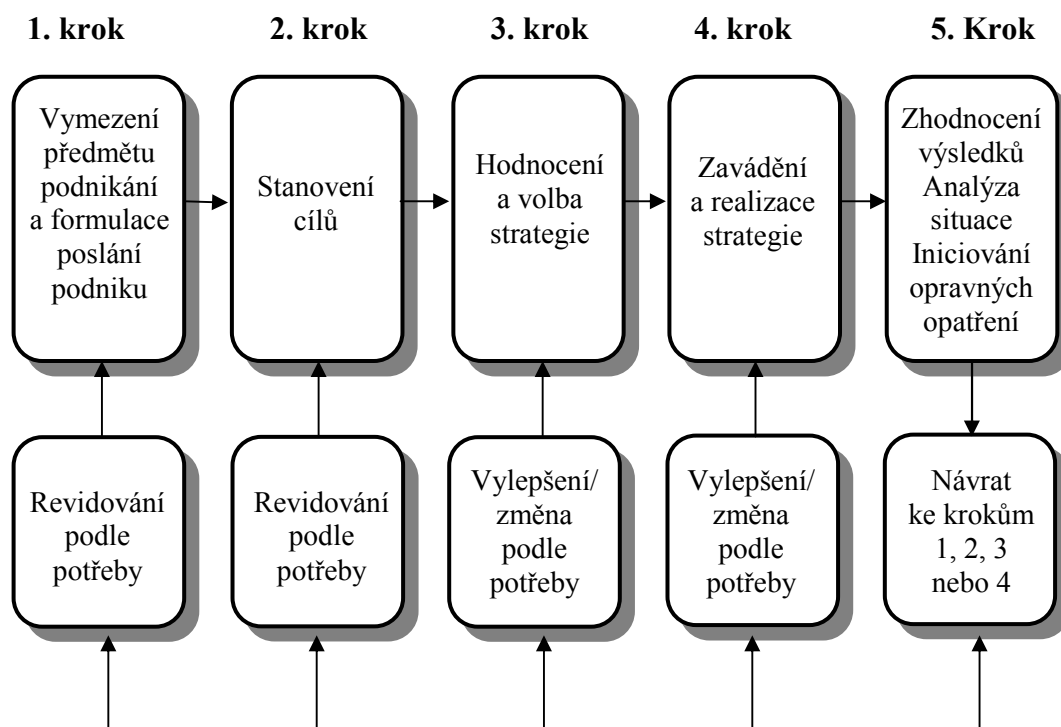 1. krok
2. krok
3. krok
4. krok
5. Krok
Vymezení
předmětu
podnikání
a formulace
poslání
podniku
Stanovení
cílů
Hodnocení
a volba
strategie
Zavádění
a realizace
strategie
Zhodnocení
výsledků
Analýza
situace
Iniciování
opravných
opatření
Revidování
podle
potřeby
Revidování
podle
potřeby
Vylepšení/
změna
podle
potřeby
Vylepšení/
změna
podle
potřeby
Návrat
ke krokům
1, 2, 3
nebo 4